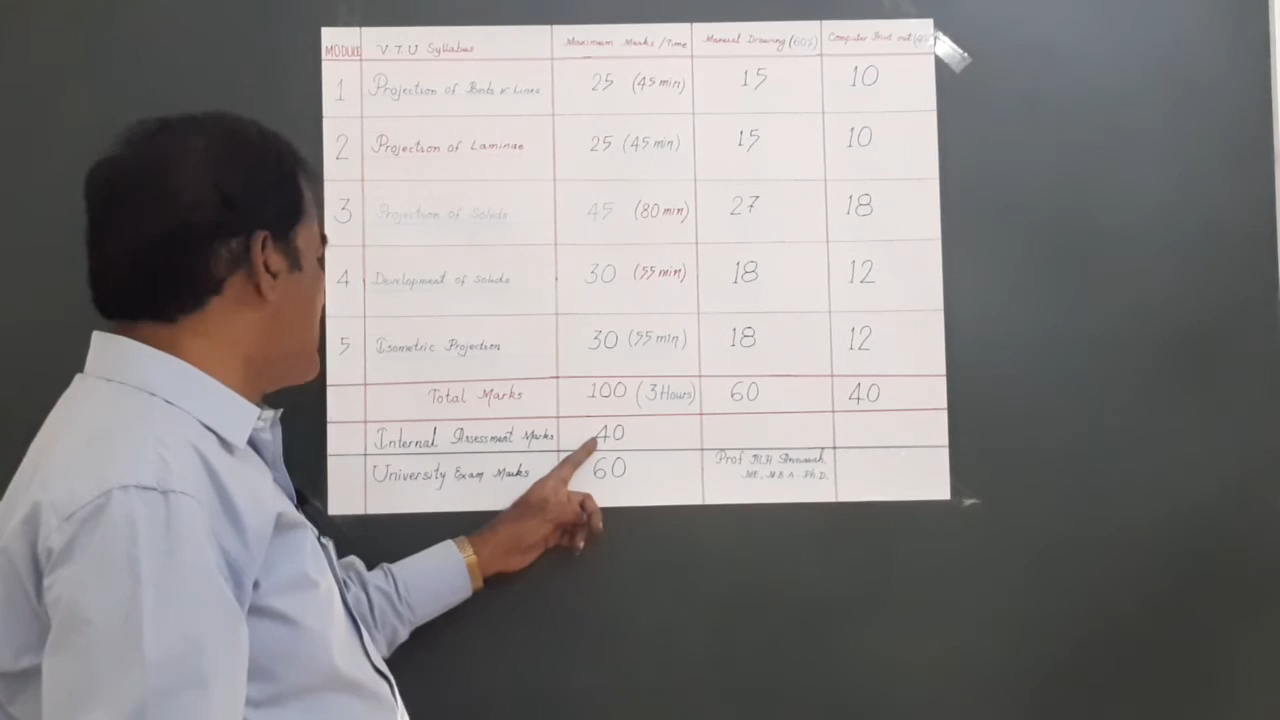 MODULE V T U Syllabus Maximum Marks/Time Manual Drawing (60%) Computer Print out
1 Projection of Points & Lines 25 (45 min) 15 10
2 Projection of Laminae 25 (45 min) 15 10
3 Projection of Solids 45 (80 min) 27 18
4 Development of Solids 30 (55 min) 18 12
5 Isometric Projection 30 (55 min) 18 12
Total Marks 100 (3 Hours) 60 40
Internal Assessment Marks 40
University Exam Marks 60
Prof M.H
ME, M.B.A. Ph.D.